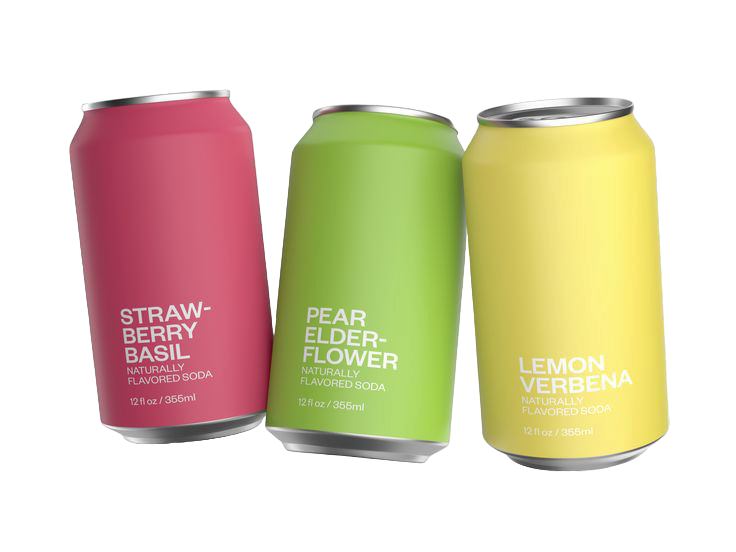 STRAW-
BERRY
BASIL
NATURALLY
FLAVORED SODA
12 fl oz / 355ml
PEAR
ELDER-
FLOWER
NATURALLY
FLAVORED SODA
12 fl oz / 355ml
LEMON
VERBENA
NATURALLY
FLAVORED SODA
12 fl oz / 355ml